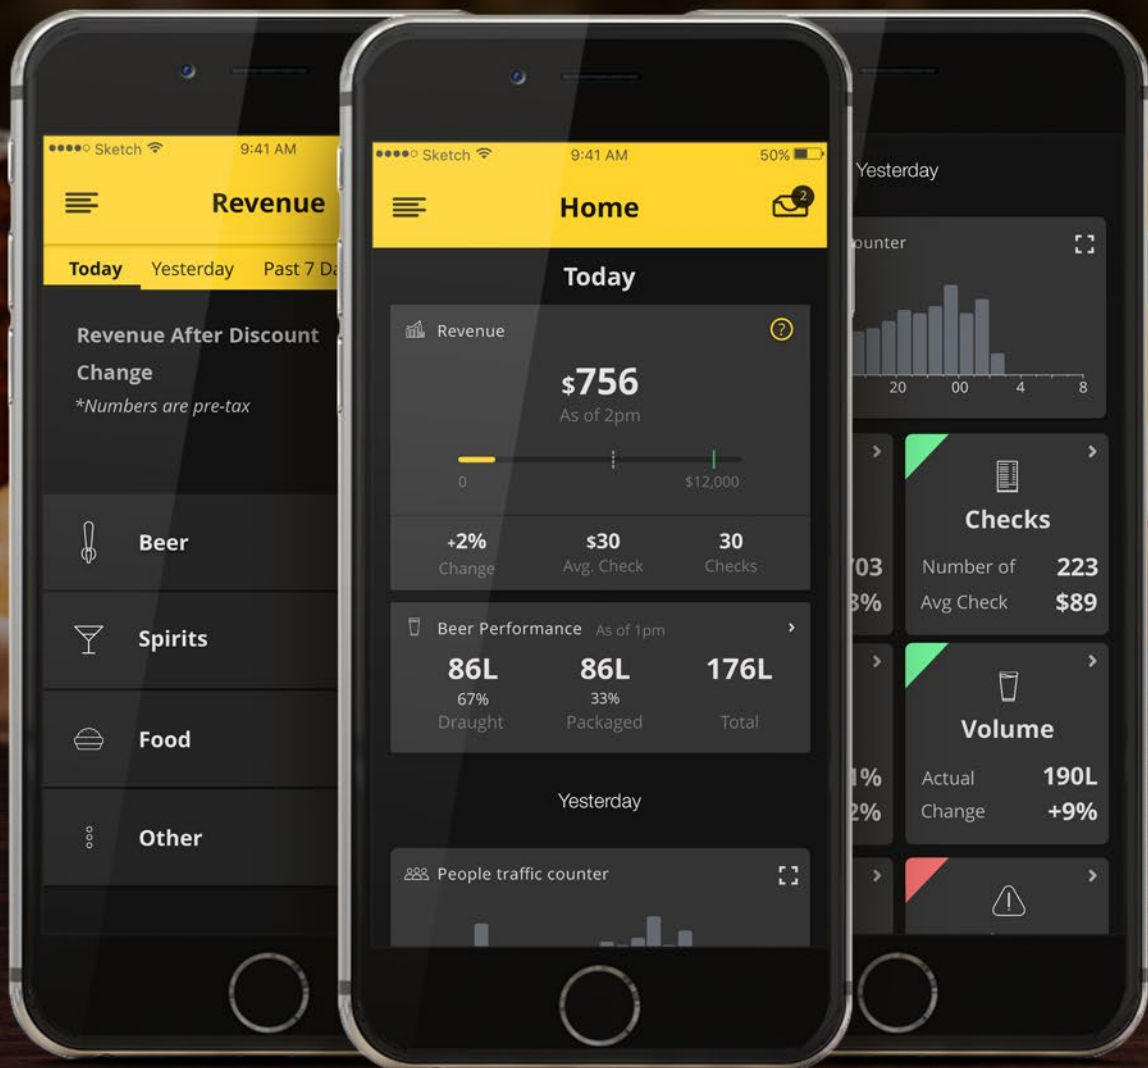 Sketch
9:41 AM
Revenue
Today
Yesterday
Past 7
Revenue After Discount
Change
*Numbers are pre-tax
Beer
Spirits
Food
Other
Sketch
9:41 AM
50%
2
Home
Today
Revenue
?
$756
As of 2pm
0
$12,000
+2%
$30
30
Change
Avg. Check
Checks
Beer Performance
As of 1pm
86L
86L
176L
67%
33%
Draught
Packaged
Total
Yesterday
People traffic counter
Yesterday
20
00
4
8
Checks
Number of
223
Avg Check
$89
Volume
1%
Actual
190L
2%
Change
+9%